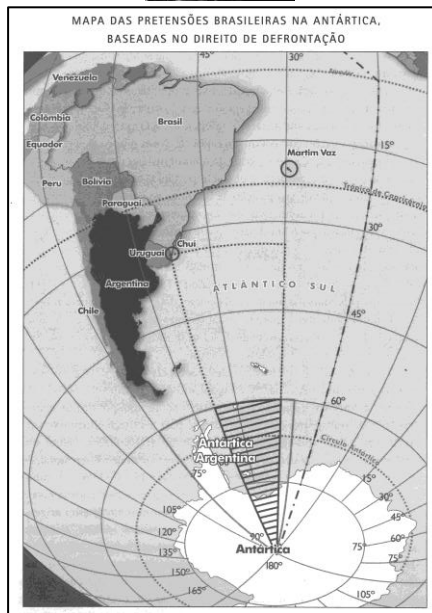 MAPA DAS PRETENSÕES BRASILEIRAS NA ANTÁRTICA,
BASEADAS NO DIREITO DE DEFRONTAÇÃO
45°
30°
Venezuela
Equador
Colômbia
Brasil
15°
Equador
Martim Vaz
Peru
Bolívia
Trópico de Capricórnio
Paraguai
30°
Chuí
Uruguai
ATLÂNTICO SUL
Argentina
Chile
45°
60°
Antártica
Argentina
Círculo Antártico
75°
15°
30°
105°
45°
120°
90°
60°
135°
Antártica
75°
75°
150°
180°
165°
105°